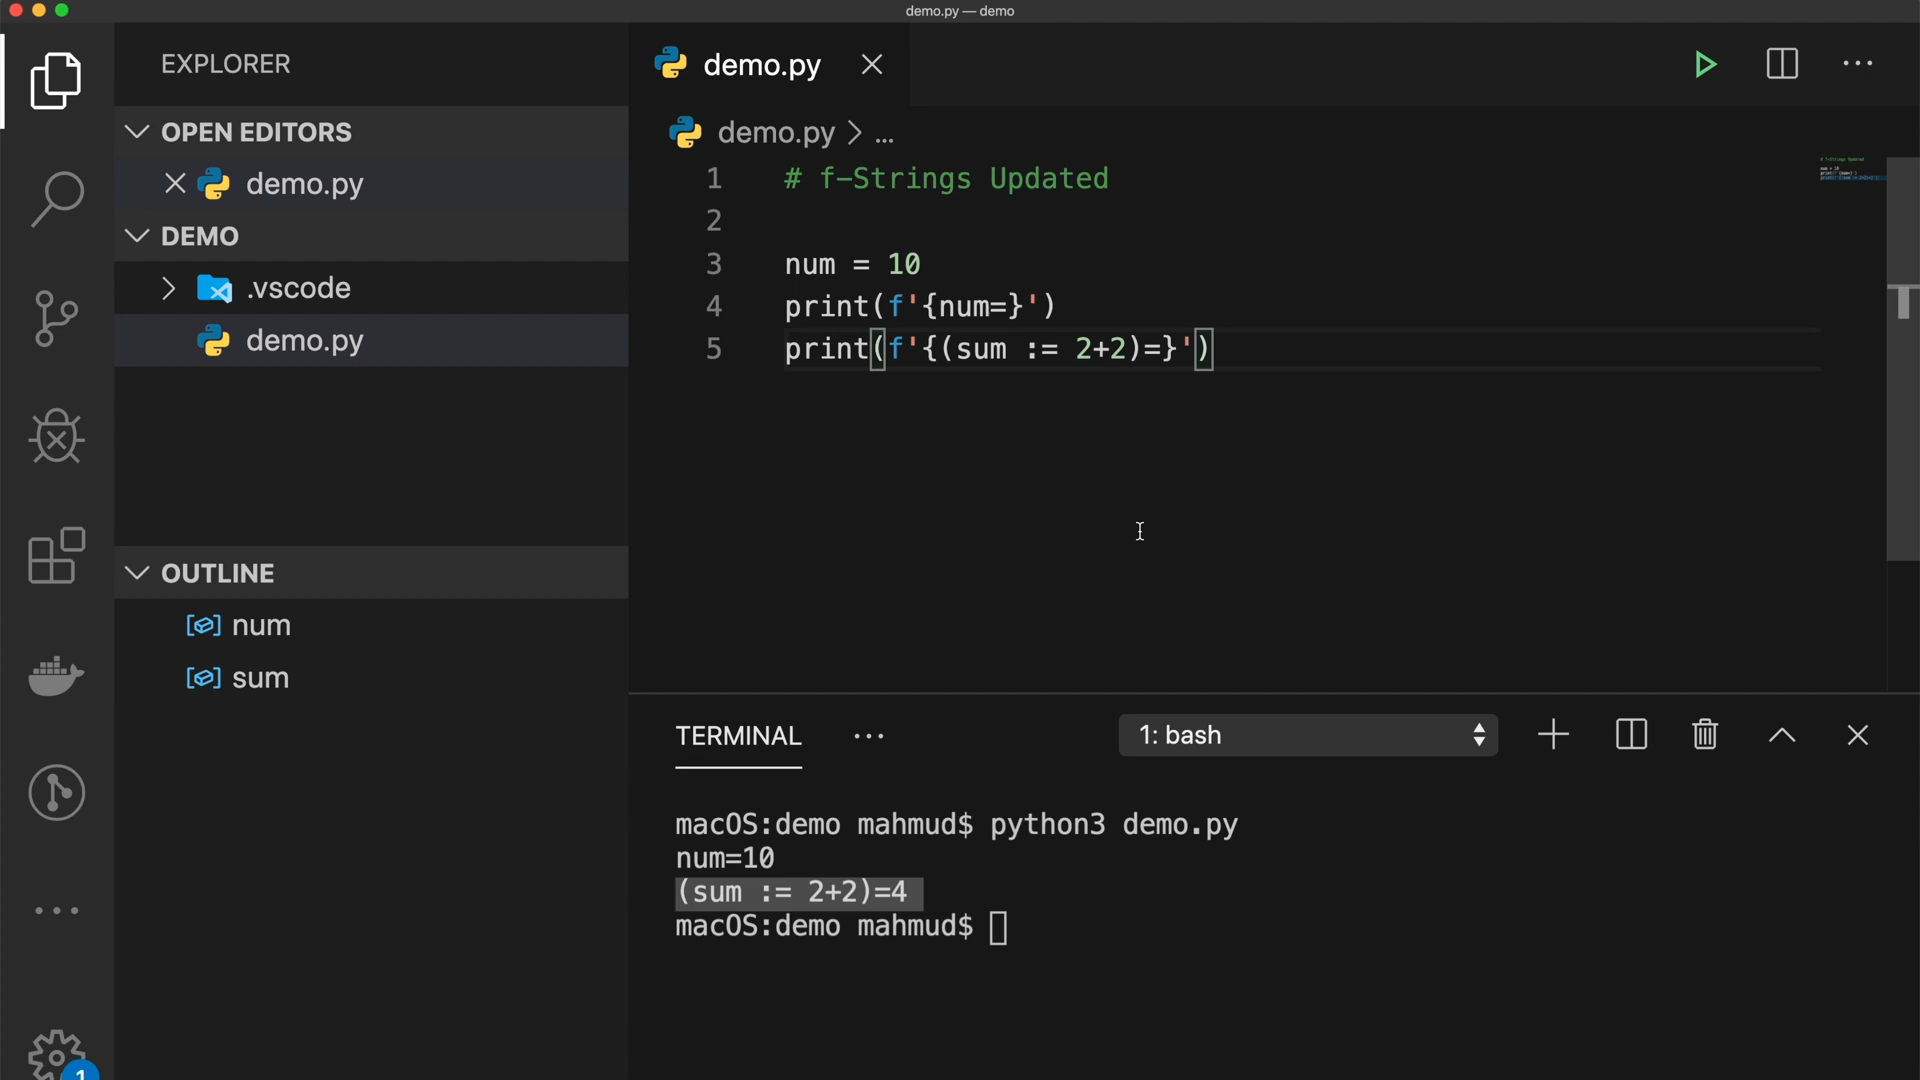 demo.py — demo
EXPLORER
OPEN EDITORS
demo.py
DEMO
.vscode
demo.py
OUTLINE
num
sum
1
demo.py
demo.py > ...
1 # f-Strings Updated
2
3 num = 10
4 print(f'{num=}')
5 print(f'{(sum := 2+2)=}')
TERMINAL ...
1: bash
macOS:demo mahmud$ python3 demo.py
num=10
(sum := 2+2)=4
macOS:demo mahmud$